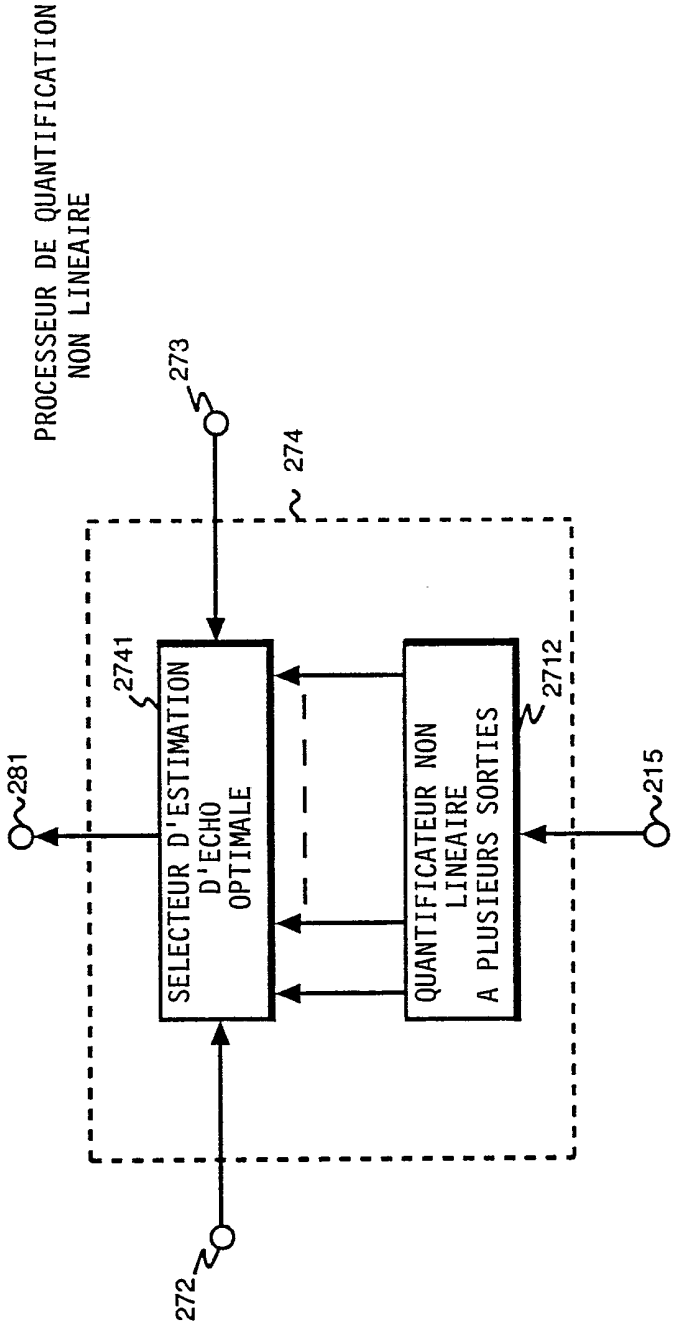 PROCESSEUR DE QUANTIFICATION
NON LINEAIRE
281
2741
SELECTEUR D'ESTIMATION
D'ECHO
OPTIMALE
272
273
274
QUANTIFICATEUR NON
LINEAIRE
A PLUSIEURS SORTIES
2712
215